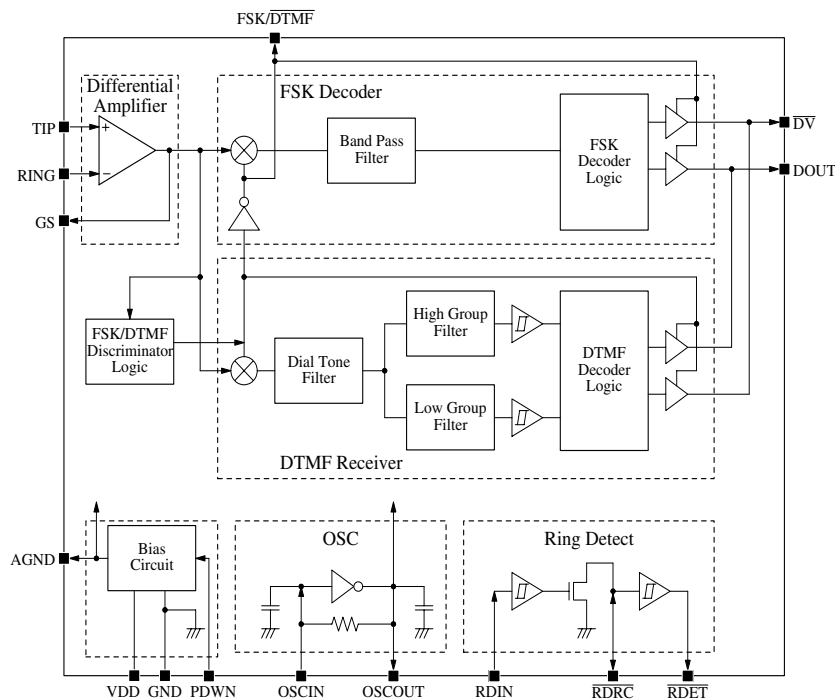 FSK/DTMF
Differential
Amplifier
FSK Decoder
TIP
+
RING
−
GS
Band Pass
Filter
FSK
Decoder
Logic
DV
DOUT
FSK/DTMF
Discriminator
Logic
Dial Tone
Filter
High Group
Filter
Low Group
Filter
DTMF
Decoder
Logic
DTMF Receiver
AGND
Bias
Circuit
OSC
Ring Detect
VDD
GND
PDWN
OSCIN
OSCOUT
RDIN
RDRC
RDET